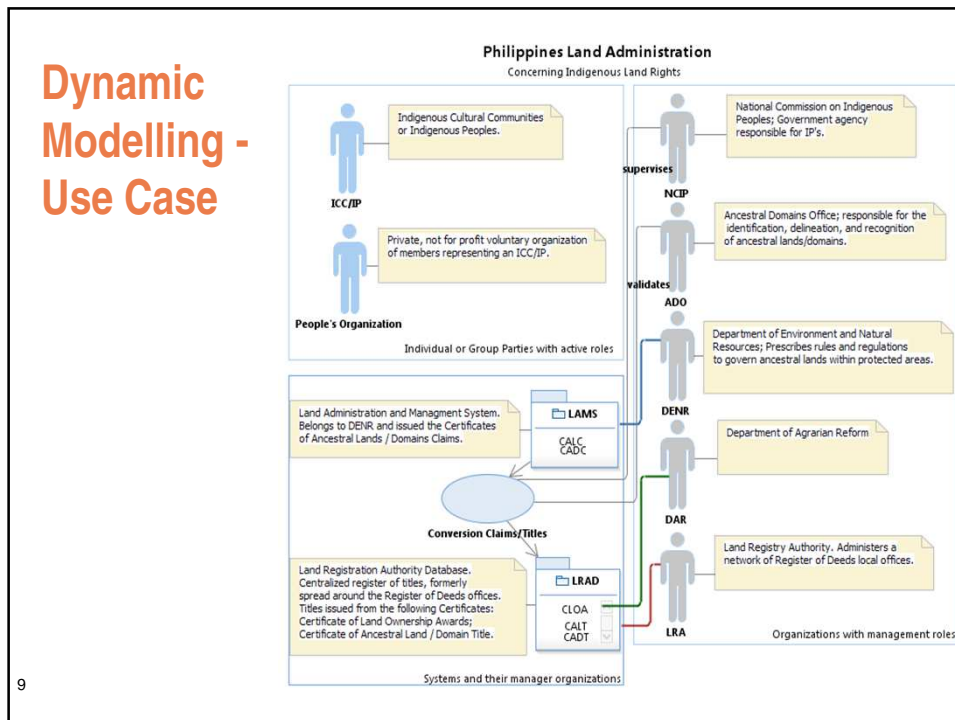 Dynamic
Modelling -
Use Case
Philippines Land Administration
Concerning Indigenous Land Rights
Indigenous Cultural Communities
or Indigenous Peoples.
ICC/IP
Private, not for profit voluntary organization
of members representing an ICC/IP.
People's Organization
Individual or Group Parties with active roles
National Commission on Indigenous
Peoples; Government agency
responsible for IP's.
supervises
NCIP
Ancestral Domains Office; responsible for the
identification, delineation, and recognition
of ancestral lands/domains.
validates
ADO
Department of Environment and Natural
Resources; Prescribes rules and regulations
to govern ancestral lands within protected areas.
DENR
Department of Agrarian Reform
DAR
Land Registry Authority. Administers a
network of Register of Deeds local offices.
LRA
Organizations with management roles
Land Administration and Managment System.
Belongs to DENR and issued the Certificates
of Ancestral Lands / Domains Claims.
LAMS
CALC
CADC
Conversion Claims/Titles
Land Registration Authority Database.
Centralized register of titles, formerly
spread around the Register of Deeds offices.
Titles issued from the following Certificates:
Certificate of Land Ownership Awards;
Certificate of Ancestral Land / Domain Title.
LRAD
CLOA
CALT
CADT
Systems and their manager organizations
9